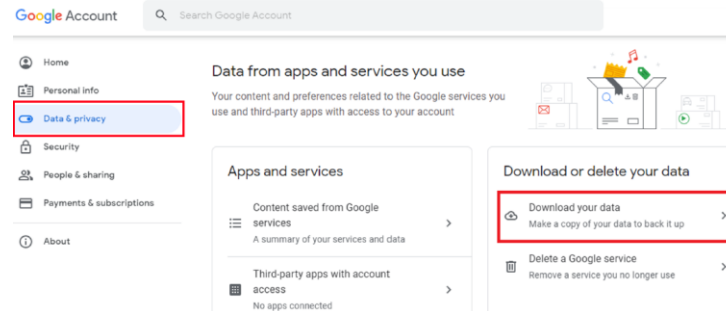 Google Account
Search Google Account
Home
Personal info
Data & privacy
Security
People & sharing
Payments & subscriptions
About
Data from apps and services you use
Your content and preferences related to the Google services you
use and third-party apps with access to your account
Apps and services
Content saved from Google
services
A summary of your services and data
Third-party apps with account
access
No apps connected
Download or delete your data
Download your data
Make a copy of your data to back it up
Delete a Google service
Remove a service you no longer use